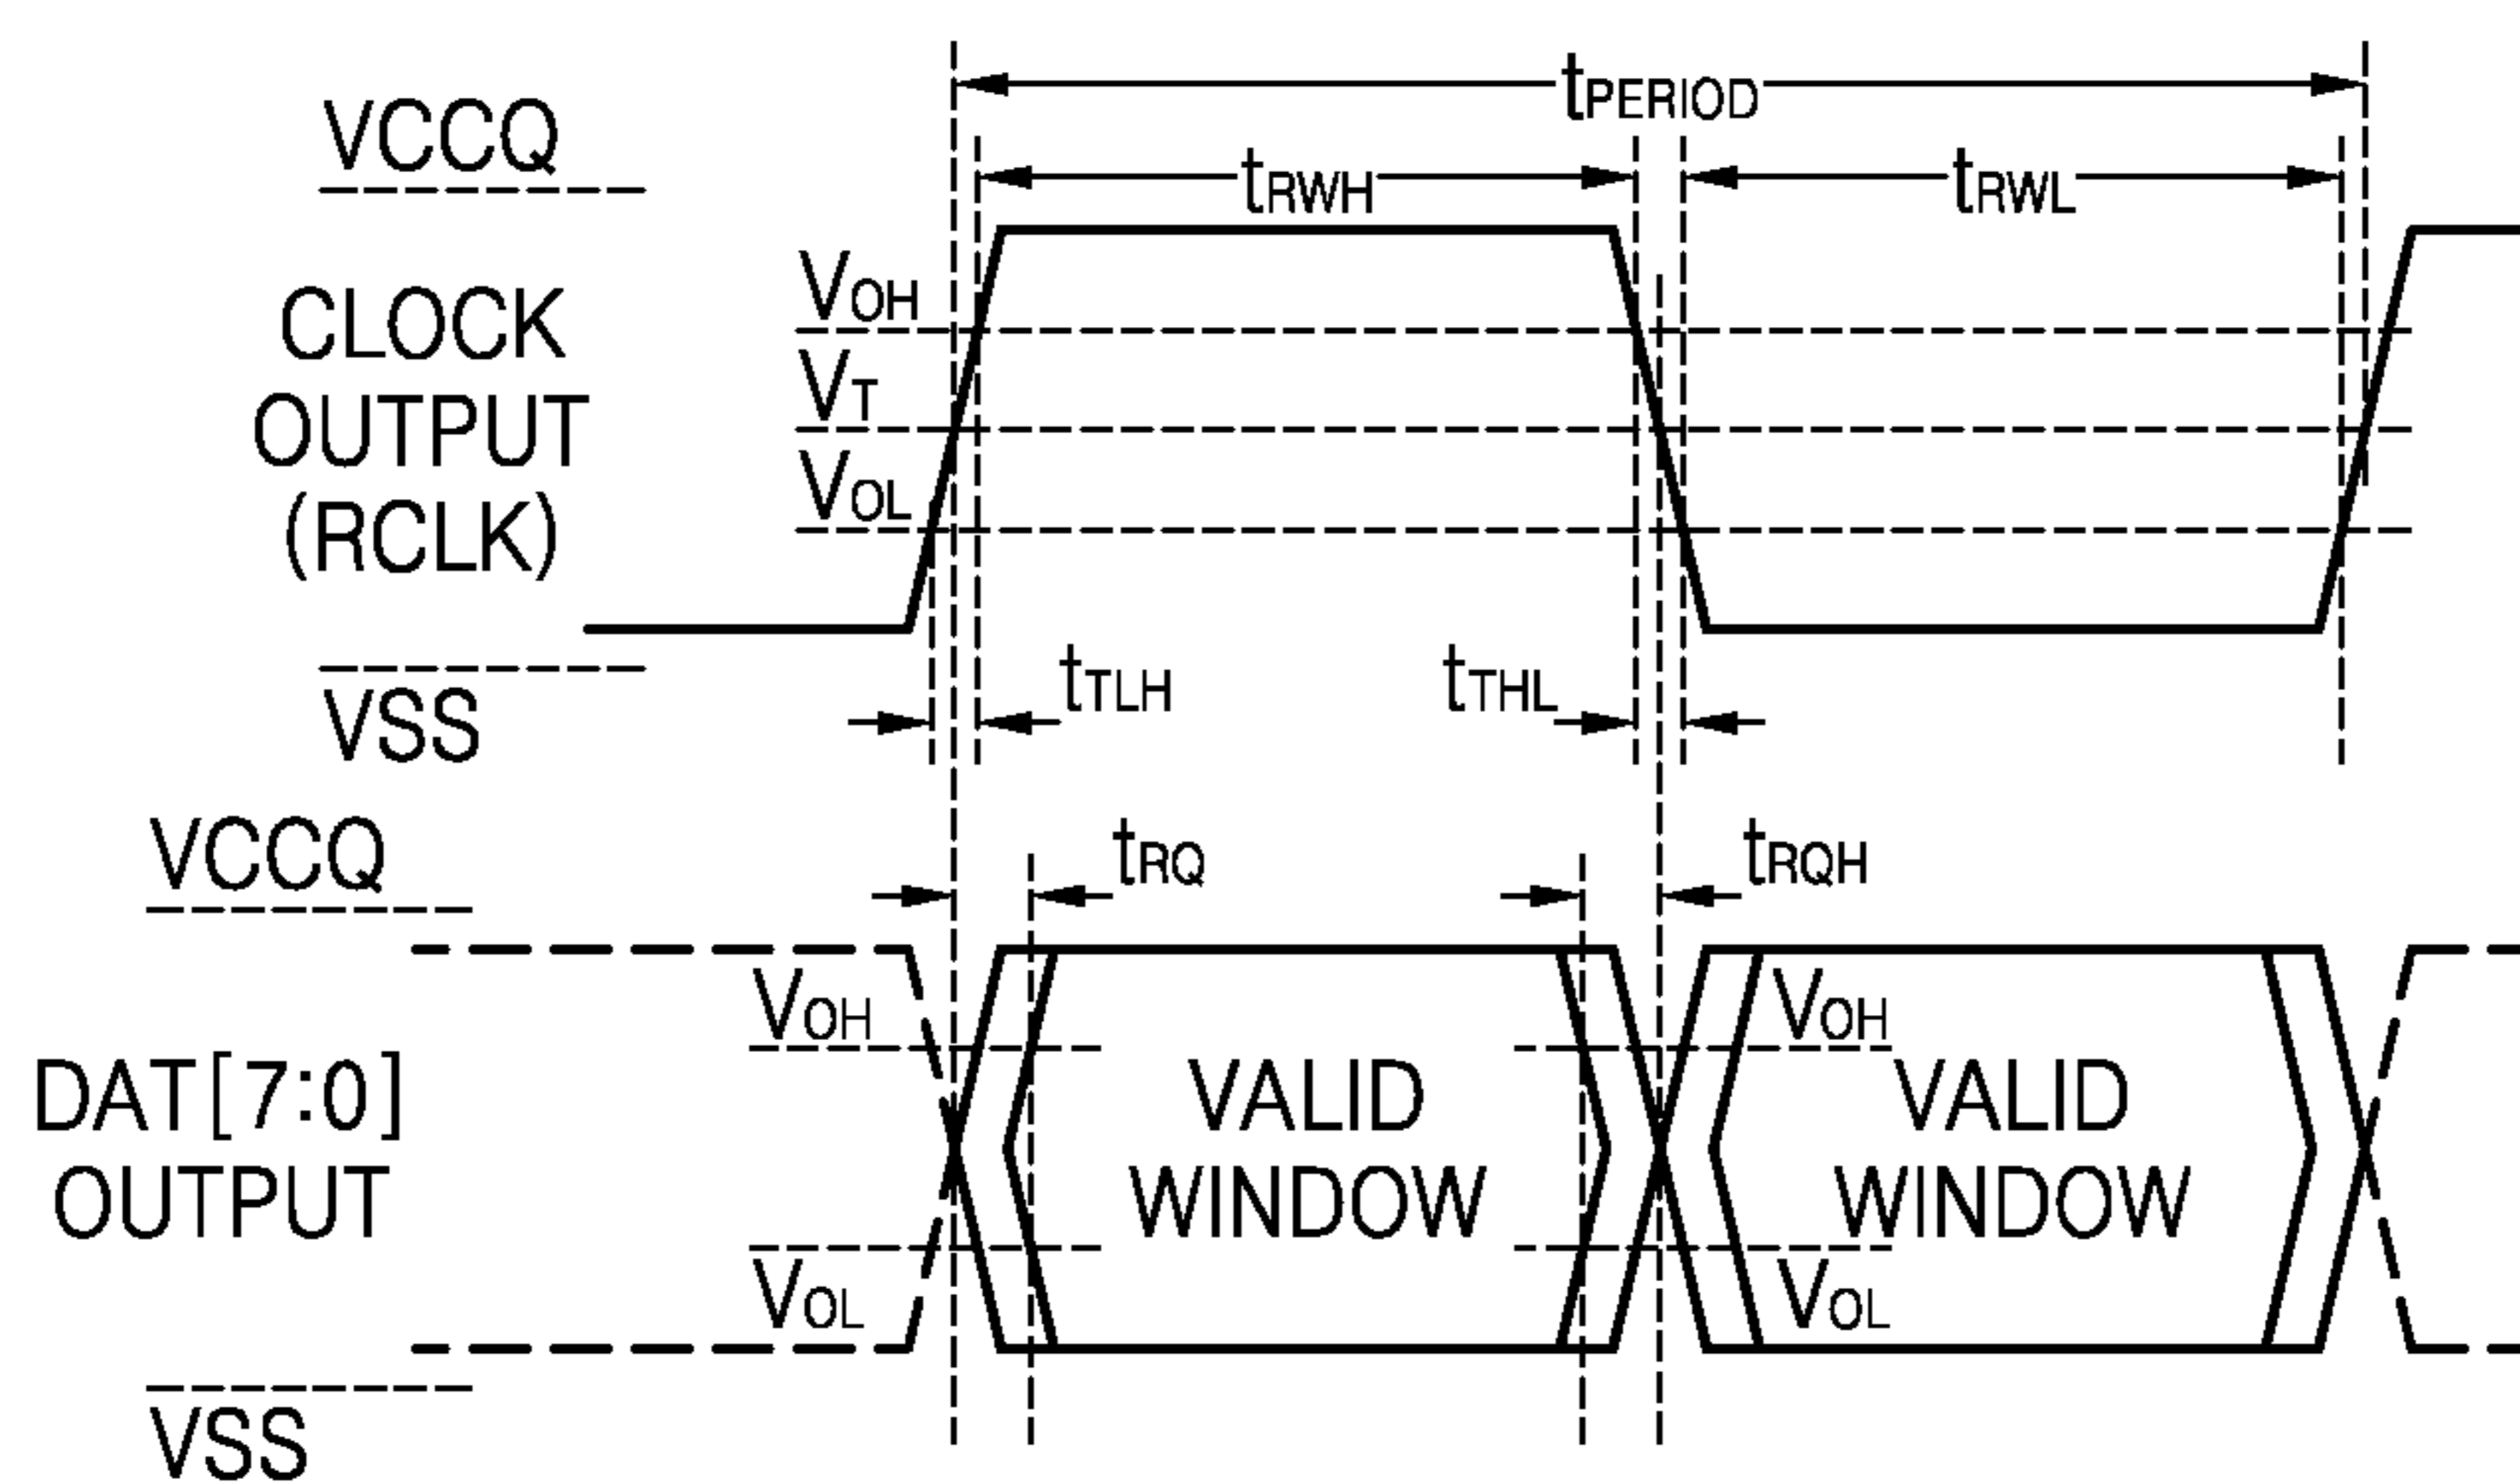 tPERIOD
VCCQ
tRWH
tRWL
VOH
CLOCK
OUTPUT
(RCLK)
VT
VOL
tTLH
tTHL
VSS
VCCQ
tRQ
tRQH
VOH
VOH
DAT[7:0]
OUTPUT
VALID
WINDOW
VALID
WINDOW
VOL
VOL
VSS